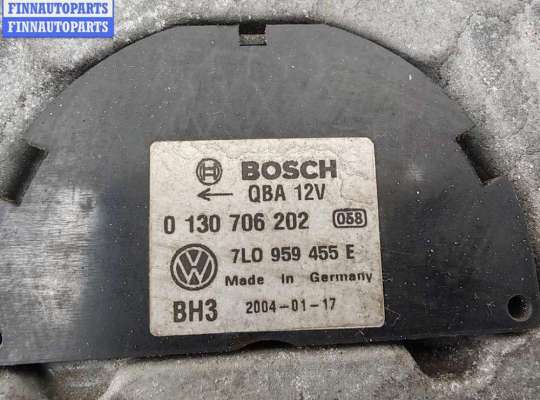 FINNAUTOPARTS
FINNAUTOPARTS
BOSCH
← QBA 12V
0 130 706 202 058
7L0 959 455 E
Made In Germany
BH3 2004-01-17